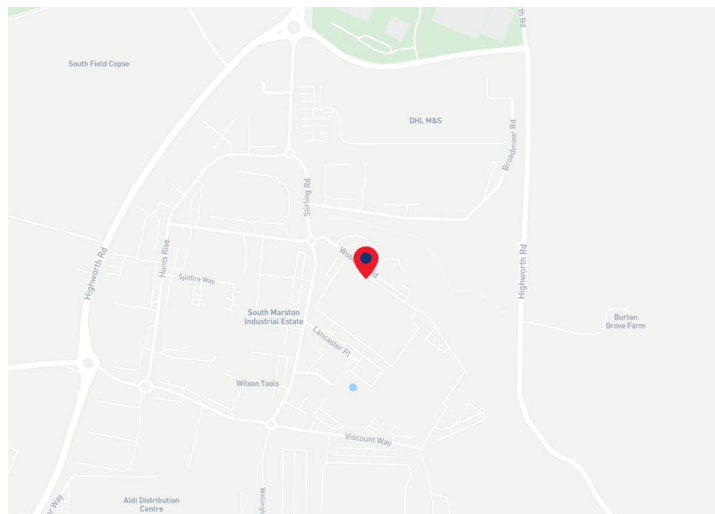 South Field Copse
DHL M&S
Broadmoor Rd
Stirling Rd
Highworth Rd
Hunts Rise
Spitfire Way
Highworth Rd
South Marston
Industrial Estate
Burton
Grove Farm
Lancaster Pt
Wilson Tools
Viscount Way
Aldi Distribution
Centre